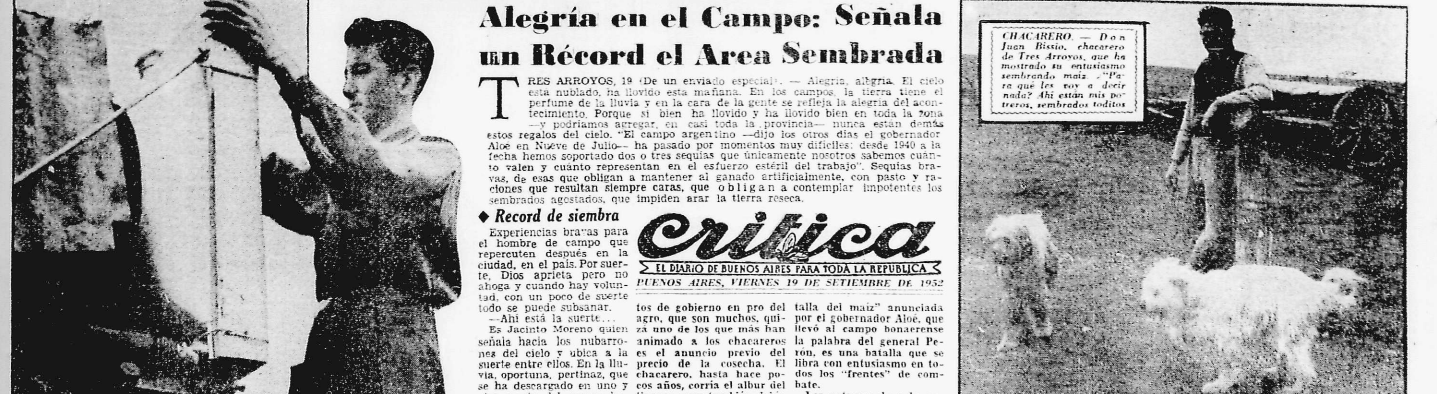 Alegría en el Campo: Señala
un Récord el Area Sembrada
TRES ARROYOS, 19 (De un enviado especial). — Alegría, alegría. El cielo
está nublado, ha llovido esta mañana. En los campos, la tierra tiene el
perfume de la lluvia y en la cara de la gente se refleja la alegría del acon-
tecimiento. Porque si bien ha llovido y ha llovido bien en toda la zona
—y podríamos agregar, en casi toda la provincia— nunca están demás
estos regalos del cielo. "El campo argentino —dijo los otros días el gobernador
Aloé en Nueve de Julio— ha pasado por momentos muy difíciles: desde 1940 a la
fecha hemos soportado dos o tres sequías que únicamente nosotros sabemos cuán-
to valen y cuánto representan en el esfuerzo estéril del trabajo". Sequías bra-
vas, de esas que obligan a mantener al ganado artificialmente, con pasto y ra-
ciones que resultan siempre caras, que obligan a contemplar impotentes los
sembrados agostados, que impiden arar la tierra reseca.
◆ Record de siembra
Experiencias bravas para
el hombre de campo que
repercuten después en la
ciudad, en el país. Por suer-
te, Dios aprieta pero no
ahoga y cuando hay volun-
tad, con un poco de suerte
todo se puede subsanar.
—Ahí está la suerte...
Es Jacinto Moreno quien
señala hacia los nubarro-
nes del cielo y ubica a la
suerte entre ellos. En la llu-
via, oportuna, pertinaz, que
se ha descargado en uno y
Crítica
EL DIARIO DE BUENOS AIRES PARA TODA LA REPUBLICA
BUENOS AIRES, VIERNES 19 DE SETIEMBRE DE 1952
tos de gobierno en pro del
agro, que son muchos, qui-
zá uno de los que más han
animado a los chacareros
es el anuncio previo del
precio de la cosecha. El
chacarero, hasta hace po-
cos años, corría el albur del
talla del maíz" anunciada
por el gobernador Aloé, que
llevó al campo bonaerense
la palabra del general Pe-
rón, es una batalla que se
libra con entusiasmo en to-
dos los "frentes" de com-
bate.
CHACARERO. — Don
Juan Bissio, chacarero
de Tres Arroyos, que ha
mostrado su entusiasmo
sembrando maíz. -"Pa-
ra qué les voy a decir
nada? Ahí están mis po-
treros, sembrados toditos